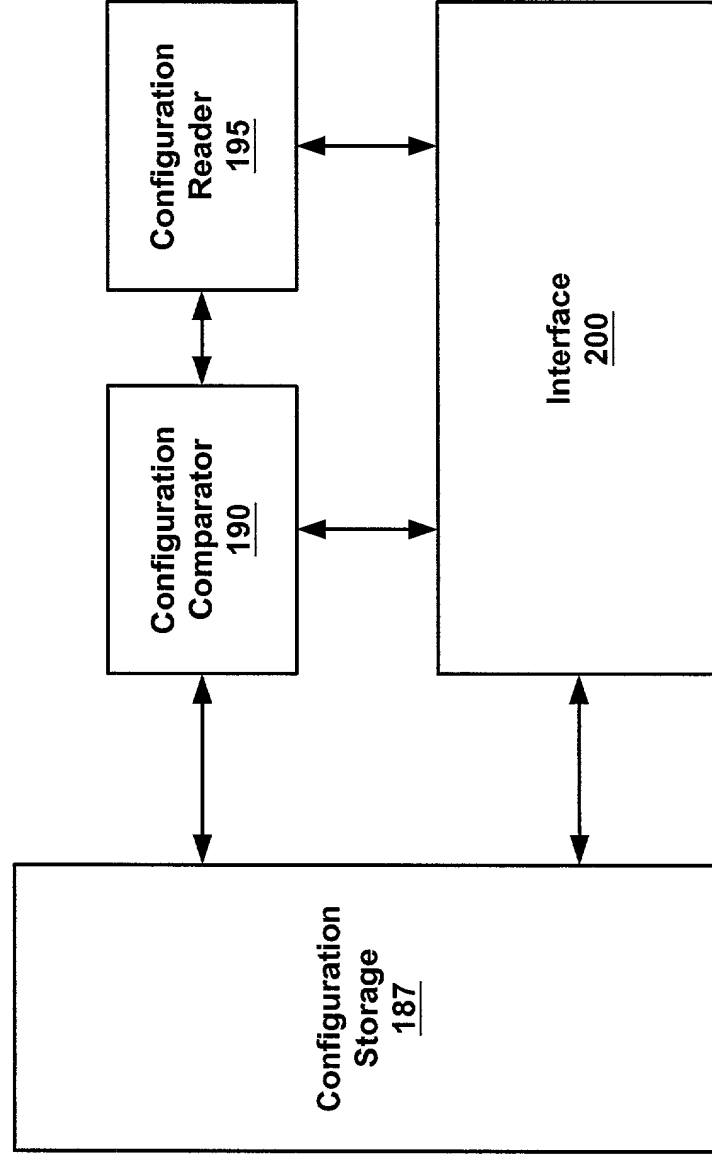 Configuration
Storage
187
Configuration
Comparator
190
Configuration
Reader
195
Interface
200